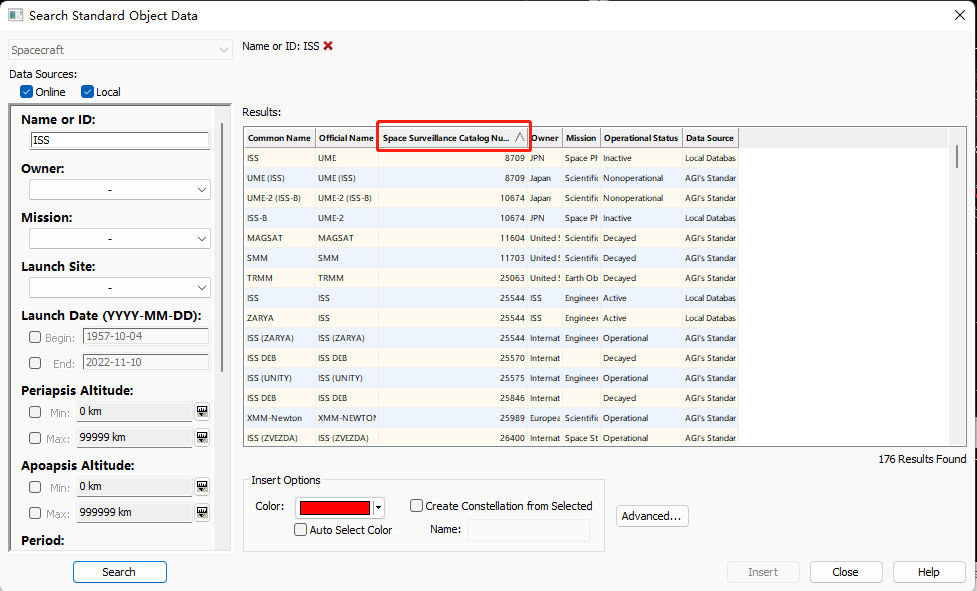 Search Standard Object Data
Spacecraft
Name or ID: ISS
Data Sources:
Online Local
Name or ID:
ISS
Owner:
-
Mission:
-
Launch Site:
-
Launch Date (YYYY-MM-DD):
Begin: 1957-10-04
End: 2022-11-10
Periapsis Altitude:
Min: 0 km
Max: 99999 km
Apoapsis Altitude:
Min: 0 km
Max: 999999 km
Period:
Search
Results:
Common Name Official Name Space Surveillance Catalog Nu... Owner Mission Operational Status Data Source
ISS UME 8709 JPN Space Ph Inactive Local Databas
UME (ISS) UME (ISS) 8709 Japan Scientific Nonoperational AGI's Standar
UME-2 (ISS-B) UME-2 (ISS-B) 10674 Japan Scientific Nonoperational AGI's Standar
ISS-B UME-2 10674 JPN Space Ph Inactive Local Databas
MAGSAT MAGSAT 11604 United S Scientific Decayed AGI's Standar
SMM SMM 11703 United S Scientific Decayed AGI's Standar
TRMM TRMM 25063 United S Earth Ob Decayed AGI's Standar
ISS ISS 25544 ISS Engineer Active Local Databas
ZARYA ISS 25544 ISS Engineer Active Local Databas
ISS (ZARYA) ISS (ZARYA) 25544 Internat Engineer Operational AGI's Standar
ISS DEB ISS DEB 25570 Internat Decayed AGI's Standar
ISS (UNITY) ISS (UNITY) 25575 Internat Engineer Operational AGI's Standar
ISS DEB ISS DEB 25846 Internat Decayed AGI's Standar
XMM-Newton XMM-NEWTON 25989 Europea Scientific Operational AGI's Standar
ISS (ZVEZDA) ISS (ZVEZDA) 26400 Internat Space St Operational AGI's Standar
176 Results Found
Insert Options
Color:
Create Constellation from Selected
Auto Select Color
Name:
Advanced...
Insert Close Help